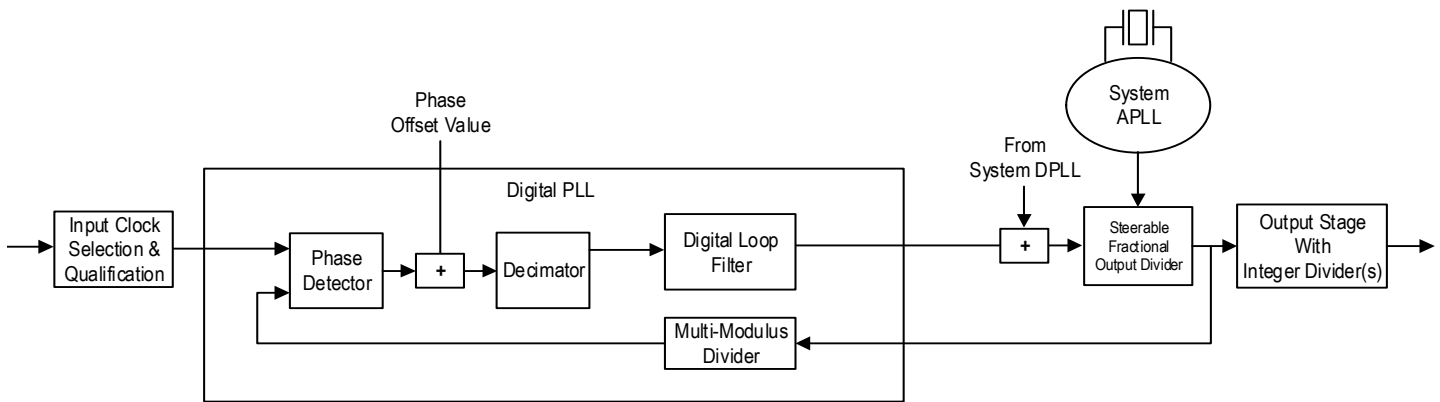 System
APLL
Phase
Offset Value
From
System DPLL
Digital PLL
Input Clock
Selection &
Qualification
Phase
Detector
+
Decimator
Digital Loop
Filter
+
Steerable
Fractional
Output Divider
Output Stage
With
Integer Divider(s)
Multi-Modulus
Divider